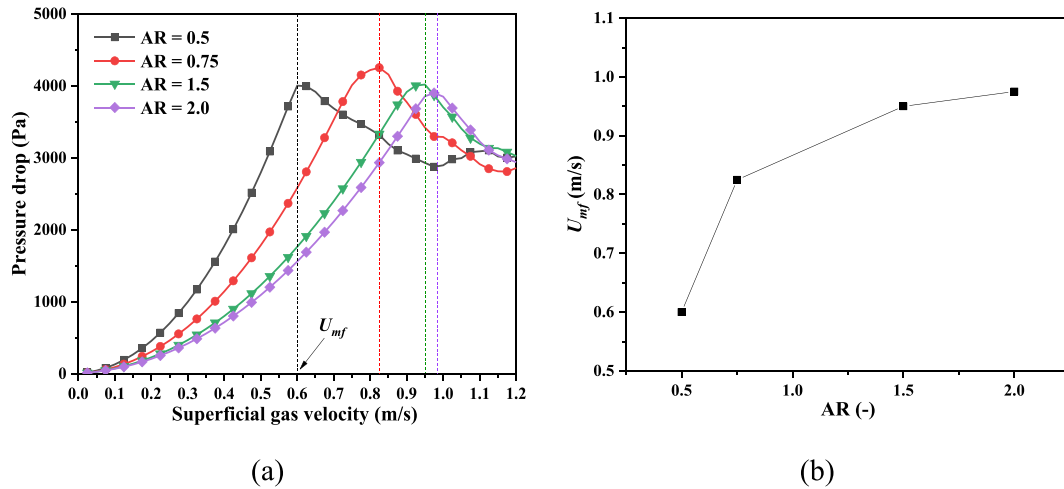 5000
4000
3000
2000
1000
0
Pressure drop (Pa)
AR = 0.5
AR = 0.75
AR = 1.5
AR = 2.0
U_mf
0.0 0.1 0.2 0.3 0.4 0.5 0.6 0.7 0.8 0.9 1.0 1.1 1.2
Superficial gas velocity (m/s)
(a)
1.1
1.0
0.9
0.8
0.7
0.6
0.5
U_mf (m/s)
0.5 1.0 1.5 2.0
AR (-)
(b)